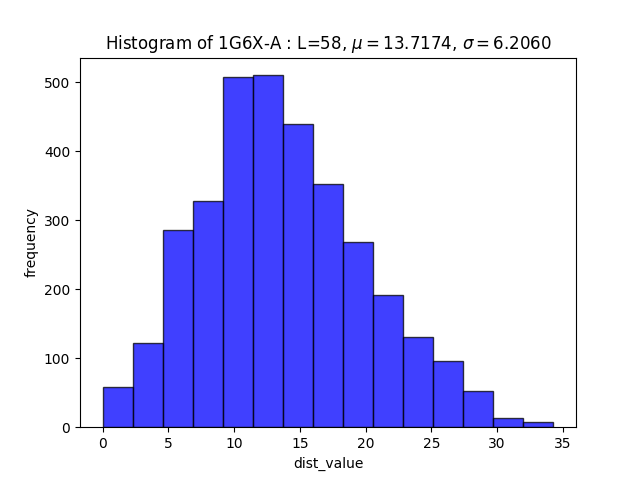 Histogram of 1G6X-A : L=58, μ = 13.7174, σ = 6.2060
frequency
500
400
300
200
100
0
0 5 10 15 20 25 30 35
dist_value